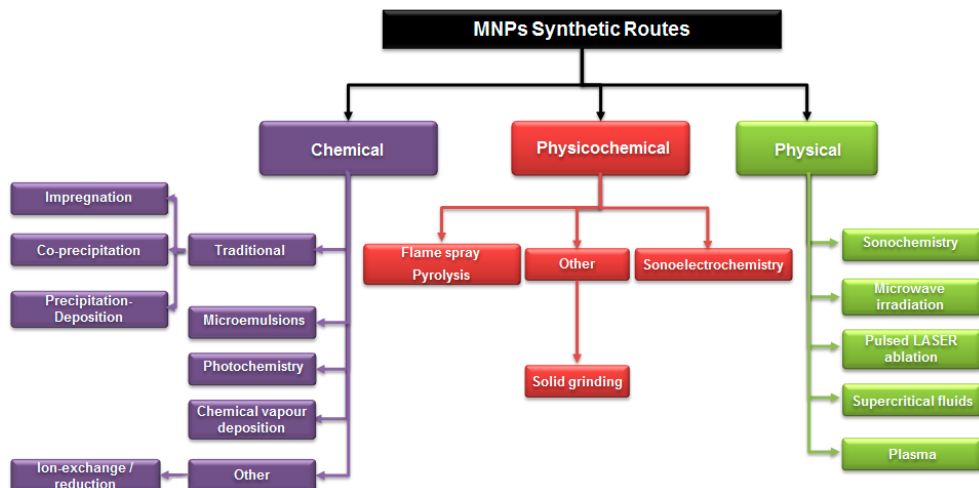 MNPs Synthetic Routes
Chemical
Physicochemical
Physical
Impregnation
Co-precipitation
Precipitation-
Deposition
Traditional
Microemulsions
Photochemistry
Chemical vapour
deposition
Ion-exchange /
reduction
Other
Flame spray
Pyrolysis
Other
Sonoelectrochemistry
Solid grinding
Sonochemistry
Microwave
irradiation
Pulsed LASER
ablation
Supercritical fluids
Plasma